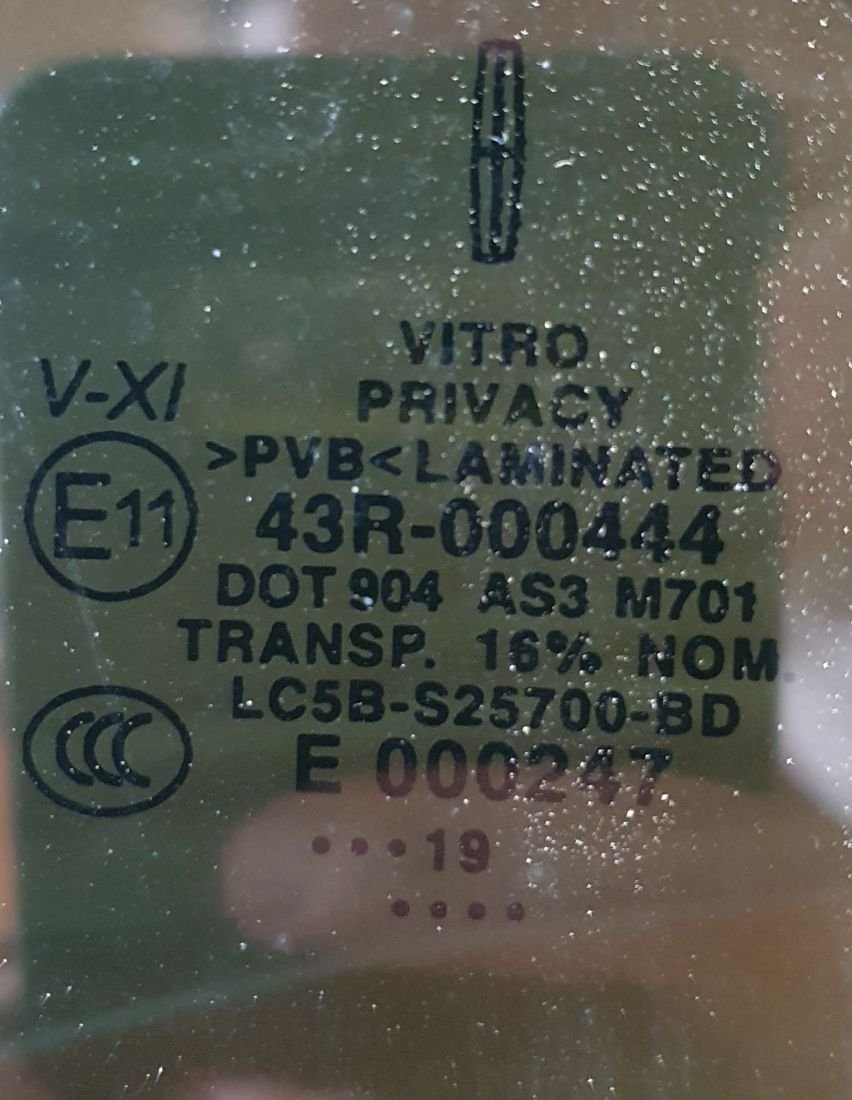 VITRO
V-XI
PRIVACY
>PVB<LAMINATED
E11
43R-000444
DOT 904 AS3 M701
TRANSP. 16% NOM.
LC5B-S25700-BD
CCC
E 000247
•••19
••••